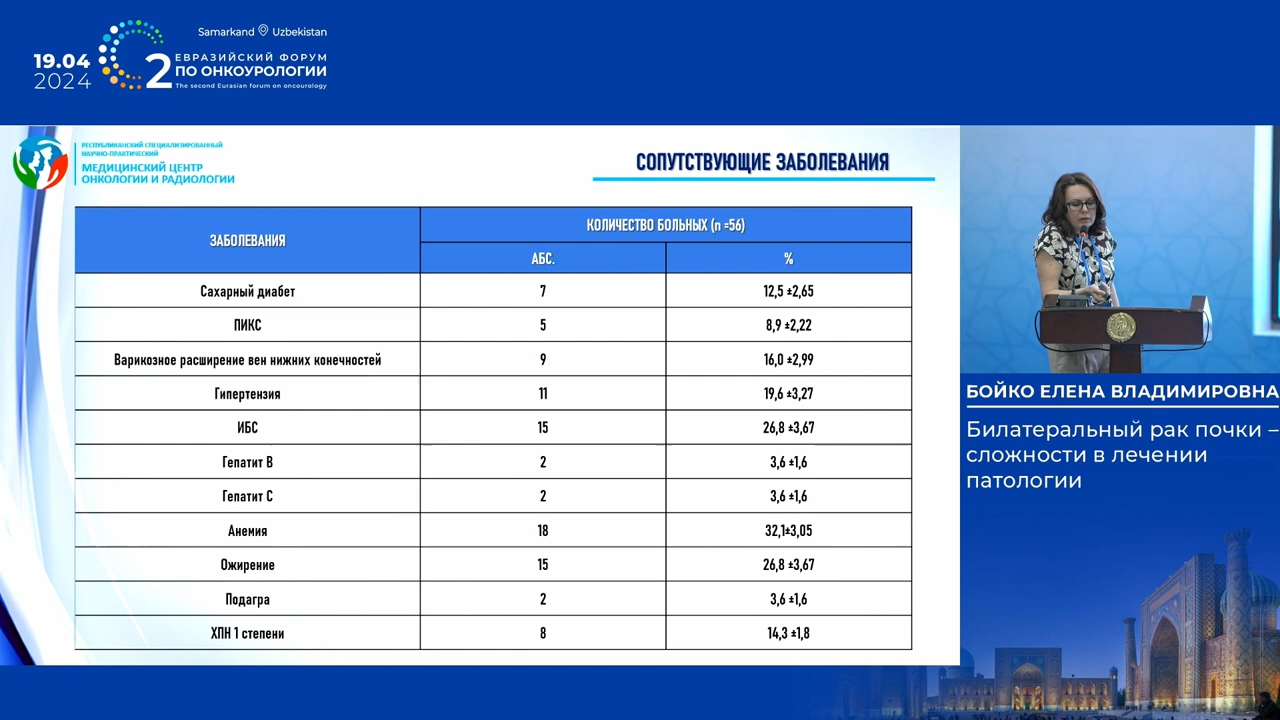 19.04
2024
Samarkand Uzbekistan
2 ЕВРАЗИЙСКИЙ ФОРУМ
ПО ОНКОУРОЛОГИИ
The second Eurasian forum on oncourology
РЕСПУБЛИКАНСКИЙ СПЕЦИАЛИЗИРОВАННЫЙ
НАУЧНО-ПРАКТИЧЕСКИЙ
МЕДИЦИНСКИЙ ЦЕНТР
ОНКОЛОГИИ И РАДИОЛОГИИ
СОПУТСТВУЮЩИЕ ЗАБОЛЕВАНИЯ
ЗАБОЛЕВАНИЯ КОЛИЧЕСТВО БОЛЬНЫХ (n =56)
АБС. %
Сахарный диабет 7 12,5 ±2,65
ПИКС 5 8,9 ±2,22
Варикозное расширение вен нижних конечностей 9 16,0 ±2,99
Гипертензия 11 19,6 ±3,27
ИБС 15 26,8 ±3,67
Гепатит В 2 3,6 ±1,6
Гепатит С 2 3,6 ±1,6
Анемия 18 32,1±3,05
Ожирение 15 26,8 ±3,67
Подагра 2 3,6 ±1,6
ХПН 1 степени 8 14,3 ±1,8
БОЙКО ЕЛЕНА ВЛАДИМИРОВНА
Билатеральный рак почки –
сложности в лечении
патологии